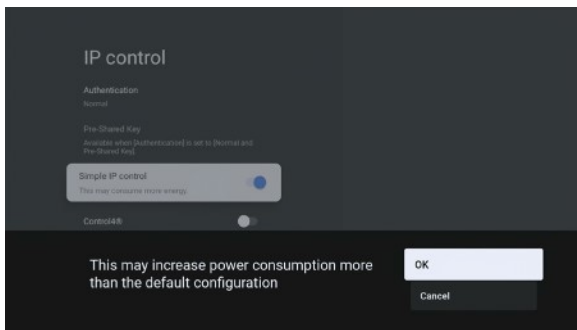 IP control
Authentication
Normal
Pre-Shared Key
Available when [Authentication] is set to [Normal and
Pre-Shared Key].
Simple IP control
This may consume more energy.
Control4®
This may increase power consumption more
than the default configuration
OK
Cancel